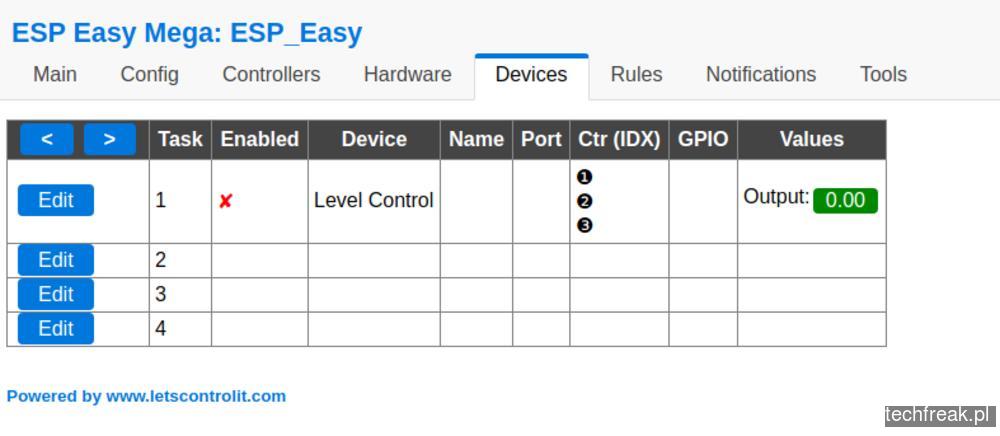 ESP Easy Mega: ESP_Easy
Main Config Controllers Hardware Devices Rules Notifications Tools
< > Task Enabled Device Name Port Ctr (IDX) GPIO Values
Edit 1 ✘ Level Control ❶ ❷ ❸ Output: 0.00
Edit 2
Edit 3
Edit 4
Powered by www.letscontrolit.com
techfreak.pl